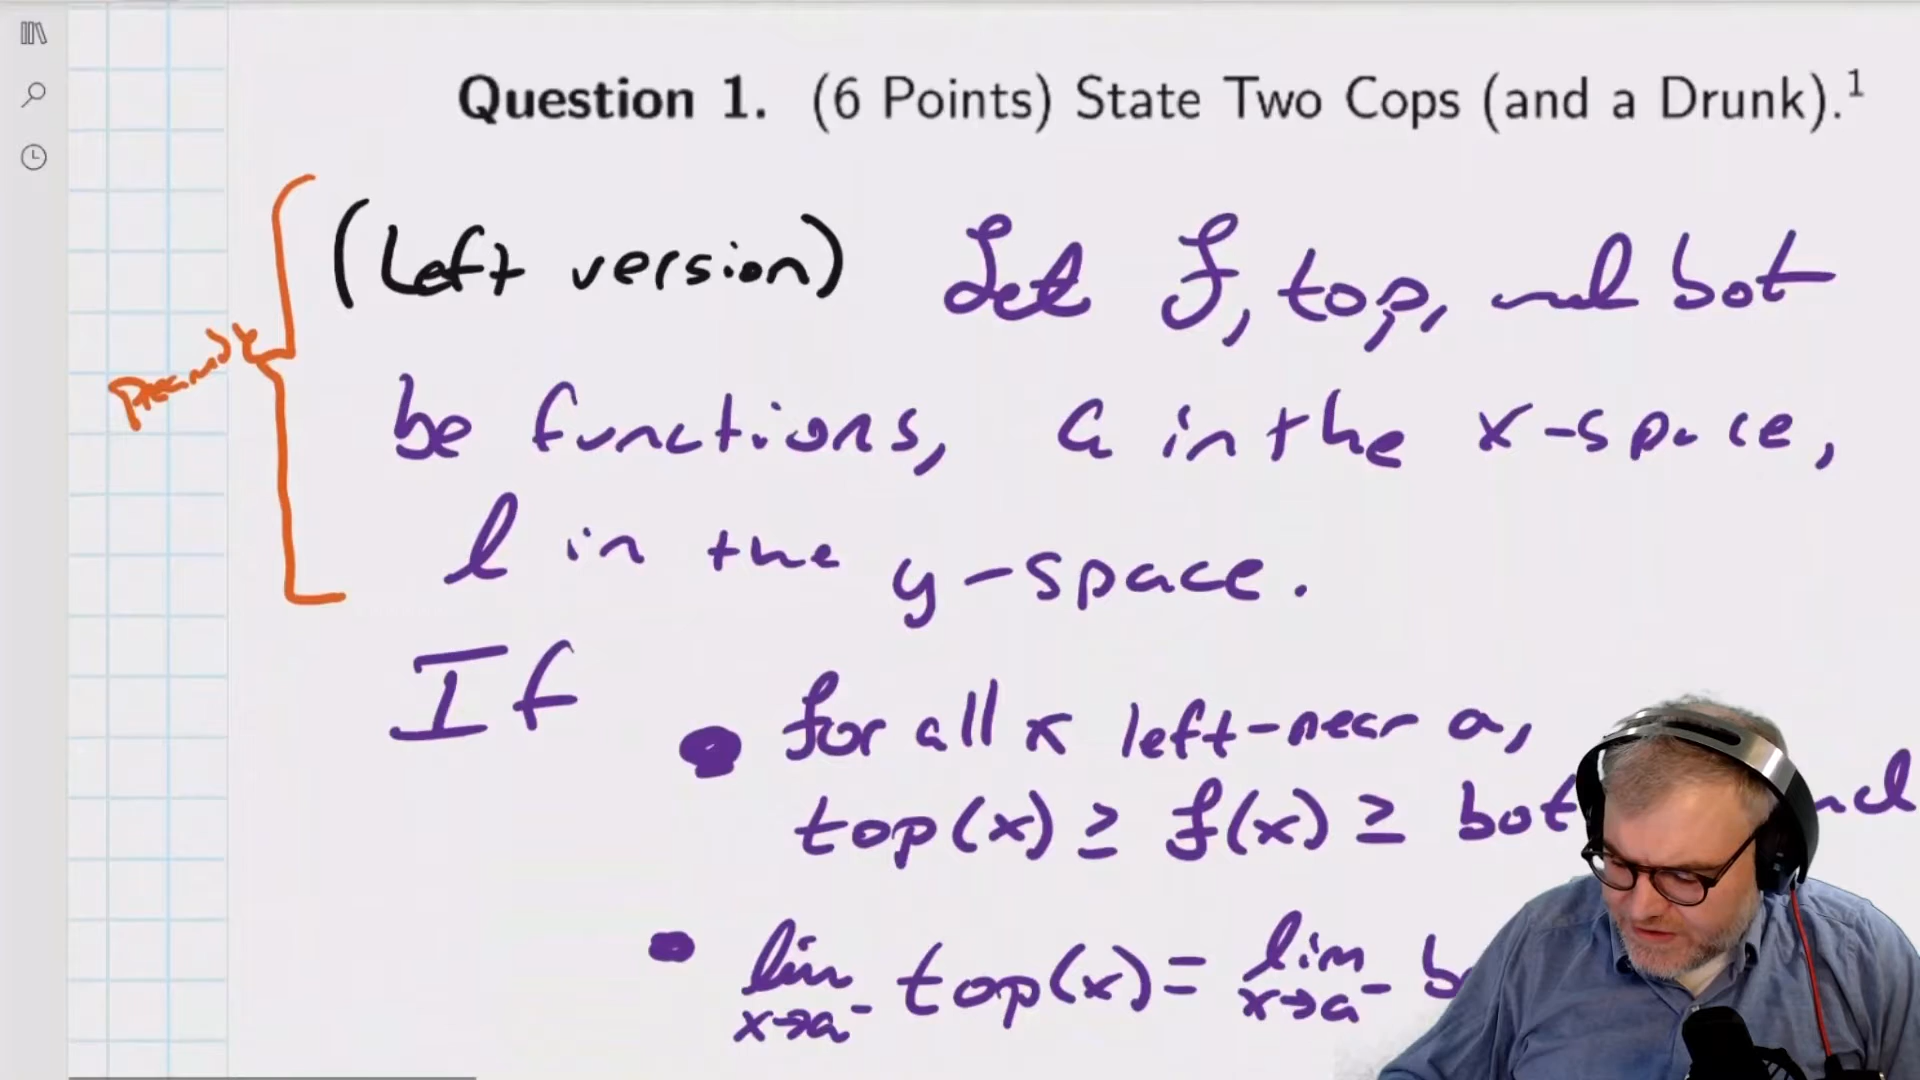 Question 1. (6 Points) State Two Cops (and a Drunk).¹
(Left version) Let f, top, and bot
be functions, a in the x-space,
l in the y-space.
If
• for all x left-near a,
top(x) ≥ f(x) ≥ bot
• lim x→a⁻ top(x) = lim x→a⁻